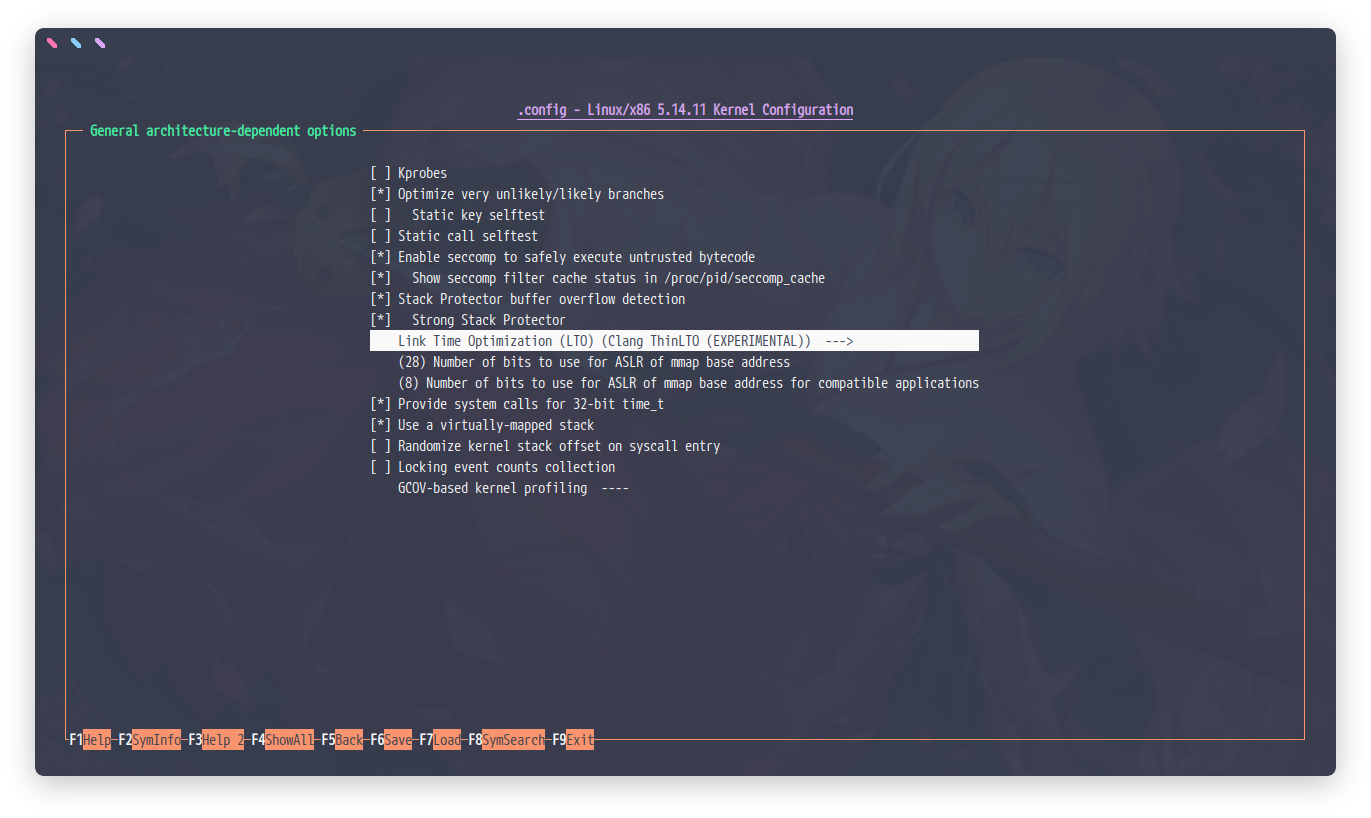 .config - Linux/x86 5.14.11 Kernel Configuration
General architecture-dependent options
[ ] Kprobes
[*] Optimize very unlikely/likely branches
[ ]   Static key selftest
[ ] Static call selftest
[*] Enable seccomp to safely execute untrusted bytecode
[*]   Show seccomp filter cache status in /proc/pid/seccomp_cache
[*] Stack Protector buffer overflow detection
[*]   Strong Stack Protector
Link Time Optimization (LTO) (Clang ThinLTO (EXPERIMENTAL))  --->
(28) Number of bits to use for ASLR of mmap base address
(8) Number of bits to use for ASLR of mmap base address for compatible applications
[*] Provide system calls for 32-bit time_t
[*] Use a virtually-mapped stack
[ ] Randomize kernel stack offset on syscall entry
[ ] Locking event counts collection
GCOV-based kernel profiling  ----
F1Help F2SymInfo F3Help 2 F4ShowAll F5Back F6Save F7Load F8SymSearch F9Exit